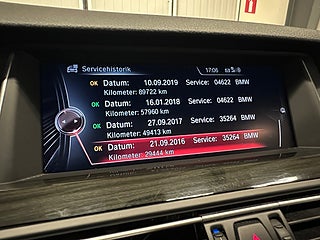 Servicehistorik 17:06
OK Datum: 10.09.2019 Service: 04622 BMW
Kilometer: 89722 km
OK Datum: 16.01.2018 Service: 04622 BMW
Kilometer: 57960 km
OK Datum: 27.09.2017 Service: 35264 BMW
Kilometer: 49413 km
OK Datum: 21.09.2016 Service: 35264 BMW
Kilometer: 29444 km